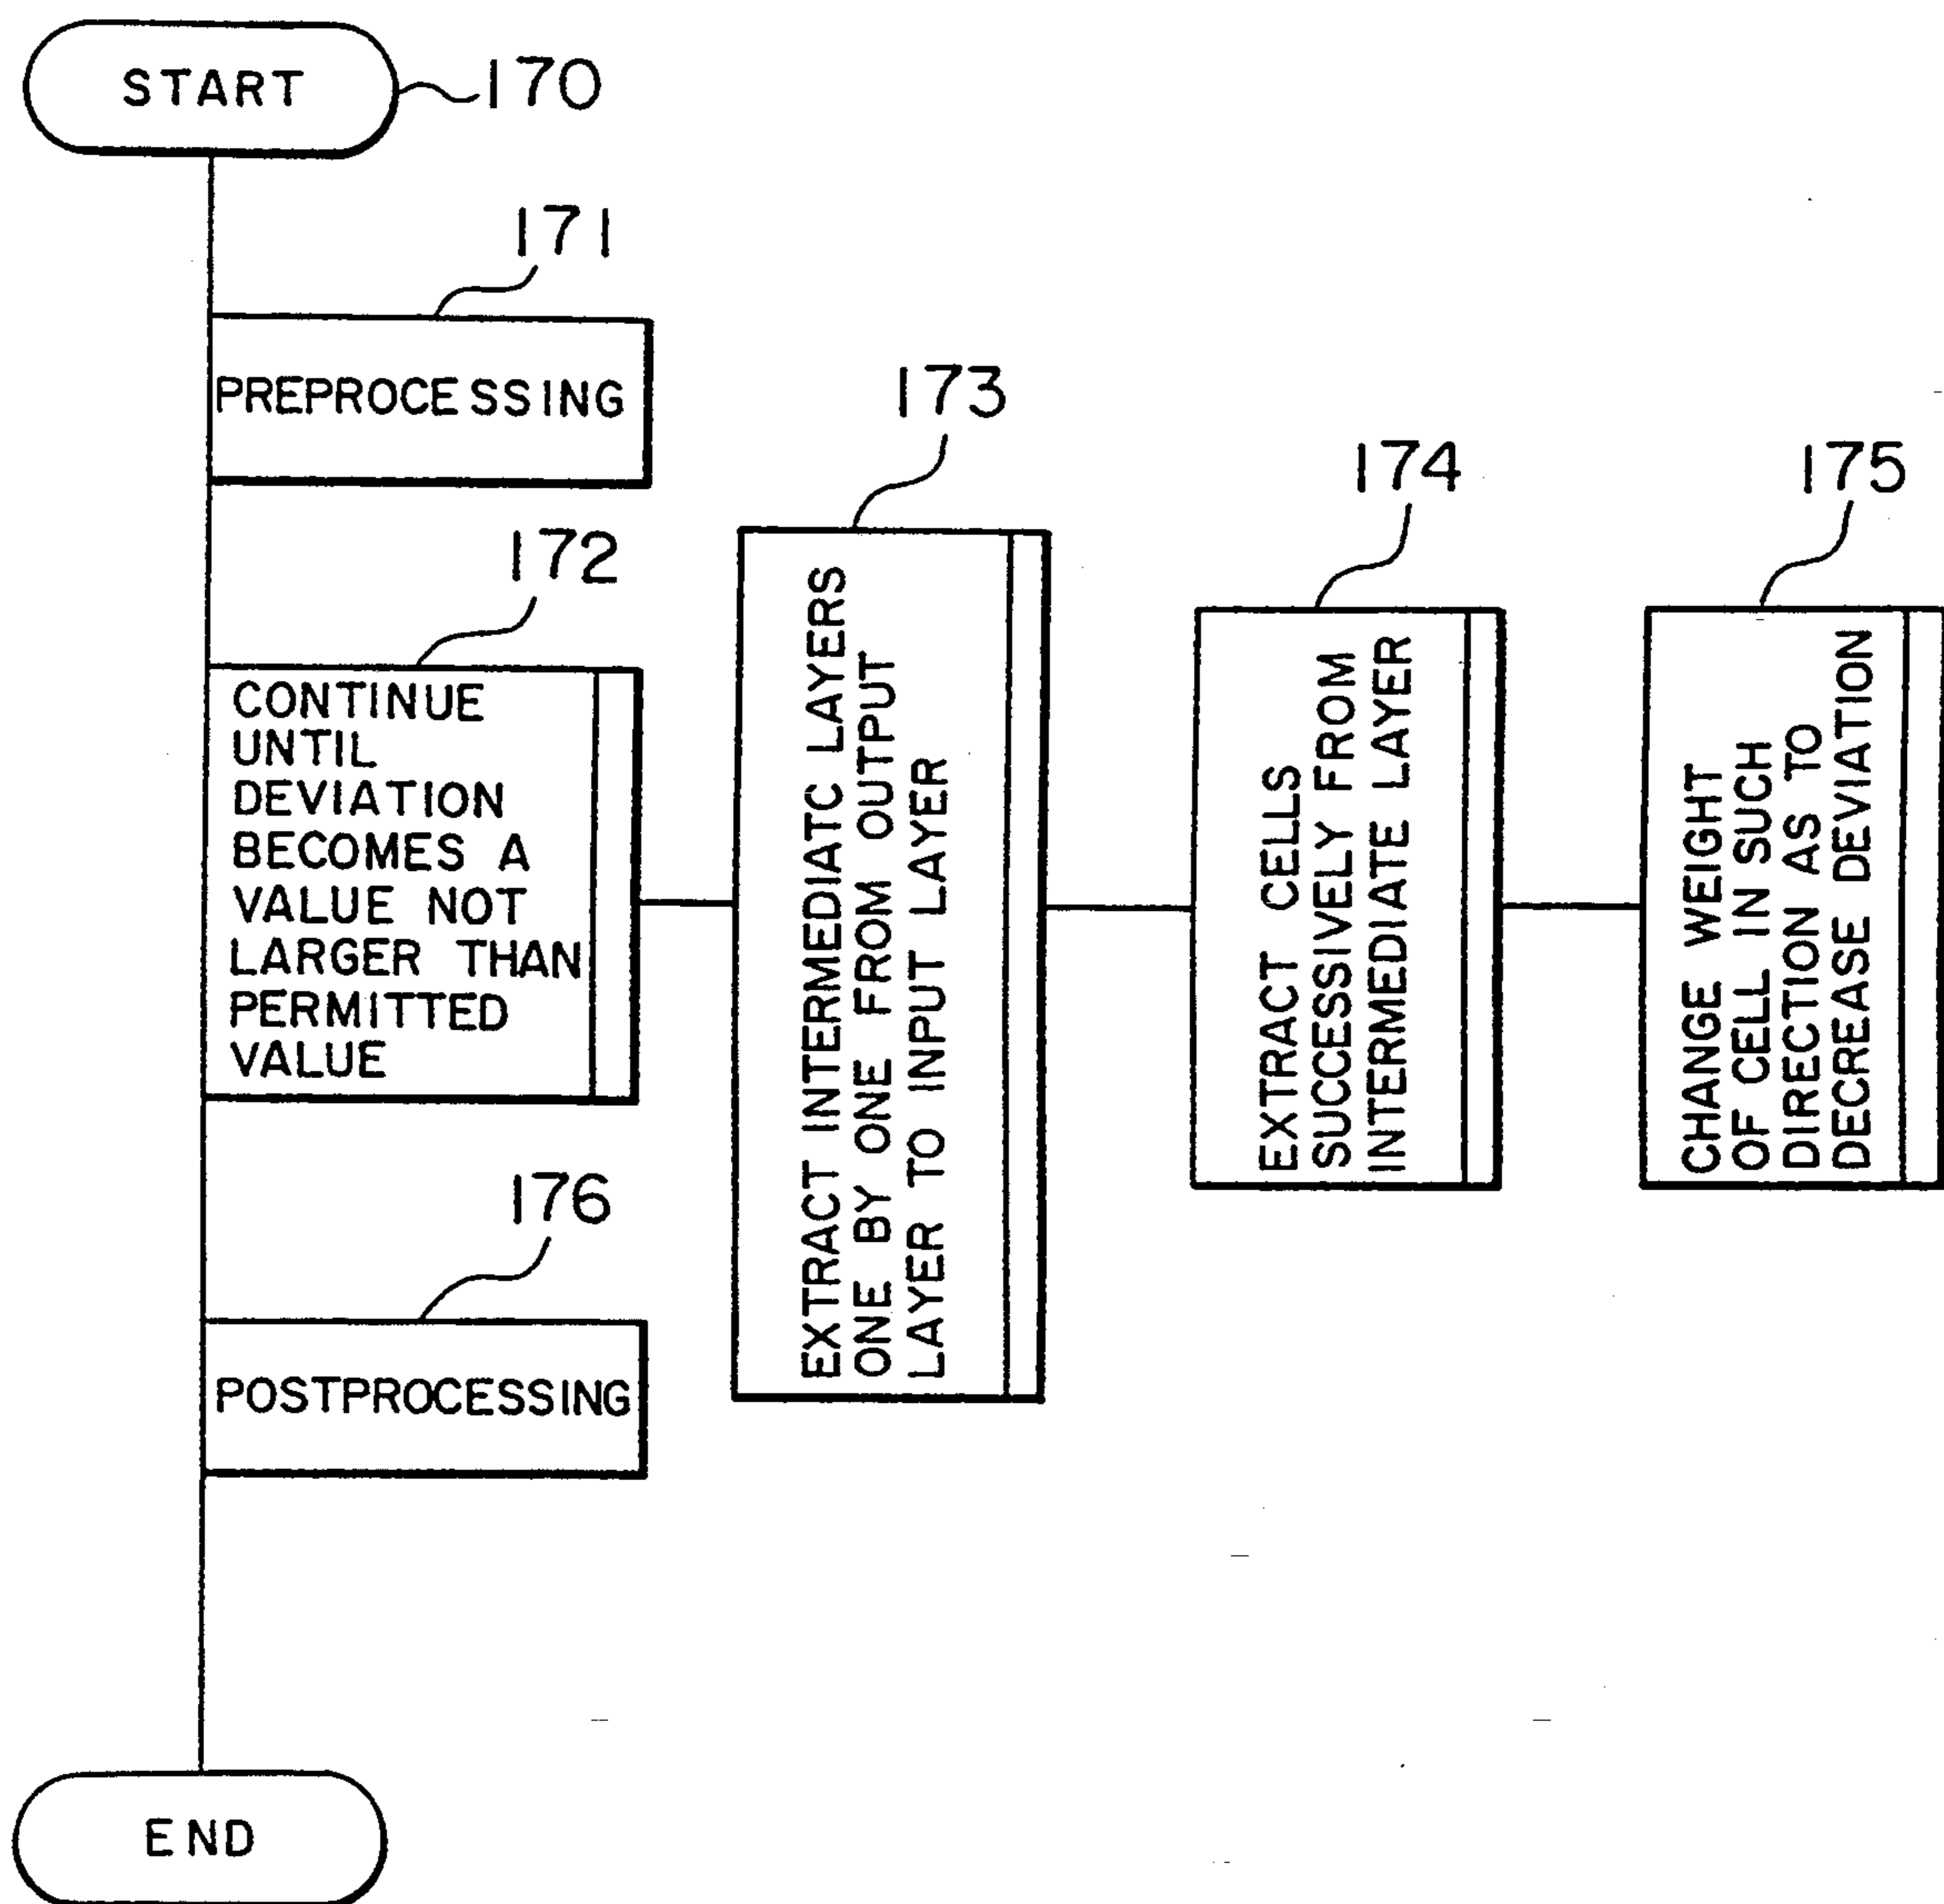 START
170
171
PREPROCESSING
172
CONTINUE
UNTIL
DEVIATION
BECOMES A
VALUE NOT
LARGER THAN
PERMITTED
VALUE
173
EXTRACT INTERMEDIATC LAYERS
ONE BY ONE FROM OUTPUT
LAYER TO INPUT LAYER
174
EXTRACT CELLS
SUCCESSIVELY FROM
INTERMEDIATE LAYER
175
CHANGE WEIGHT
OF CELL IN SUCH
DIRECTION AS TO
DECREASE DEVIATION
176
POSTPROCESSING
END